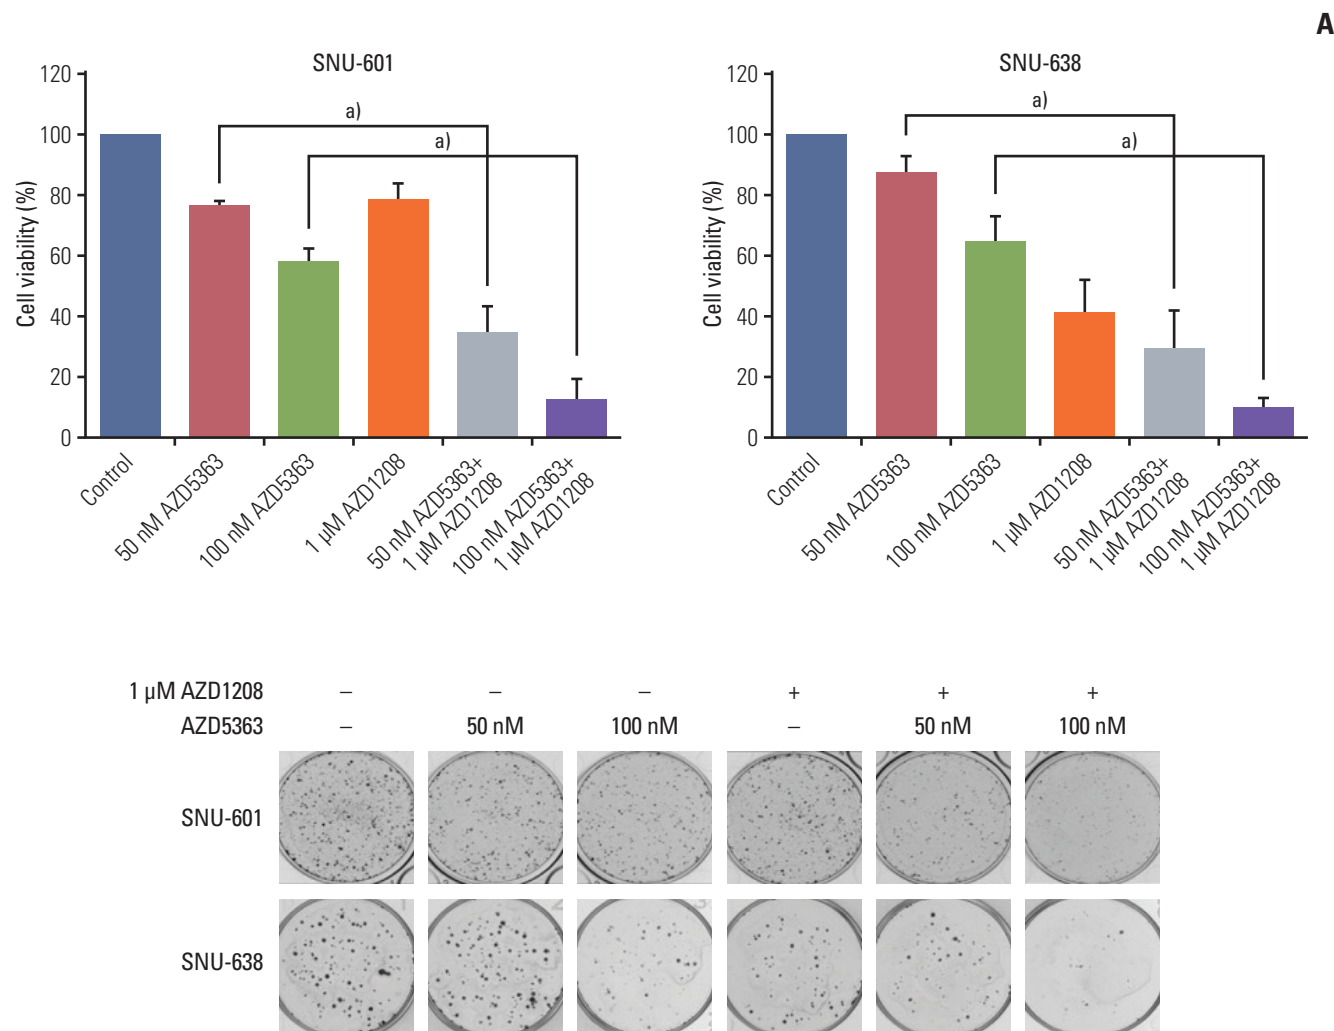 A
SNU-601
120
100
80
60
40
20
0
Cell viability (%)
a)
a)
Control
50 nM AZD5363
100 nM AZD5363
1 µM AZD1208
50 nM AZD5363+
1 µM AZD1208
100 nM AZD5363+
1 µM AZD1208
SNU-638
120
100
80
60
40
20
0
Cell viability (%)
a)
a)
Control
50 nM AZD5363
100 nM AZD5363
1 µM AZD1208
50 nM AZD5363+
1 µM AZD1208
100 nM AZD5363+
1 µM AZD1208
1 µM AZD1208 – – – + + +
AZD5363 – 50 nM 100 nM – 50 nM 100 nM
SNU-601
SNU-638